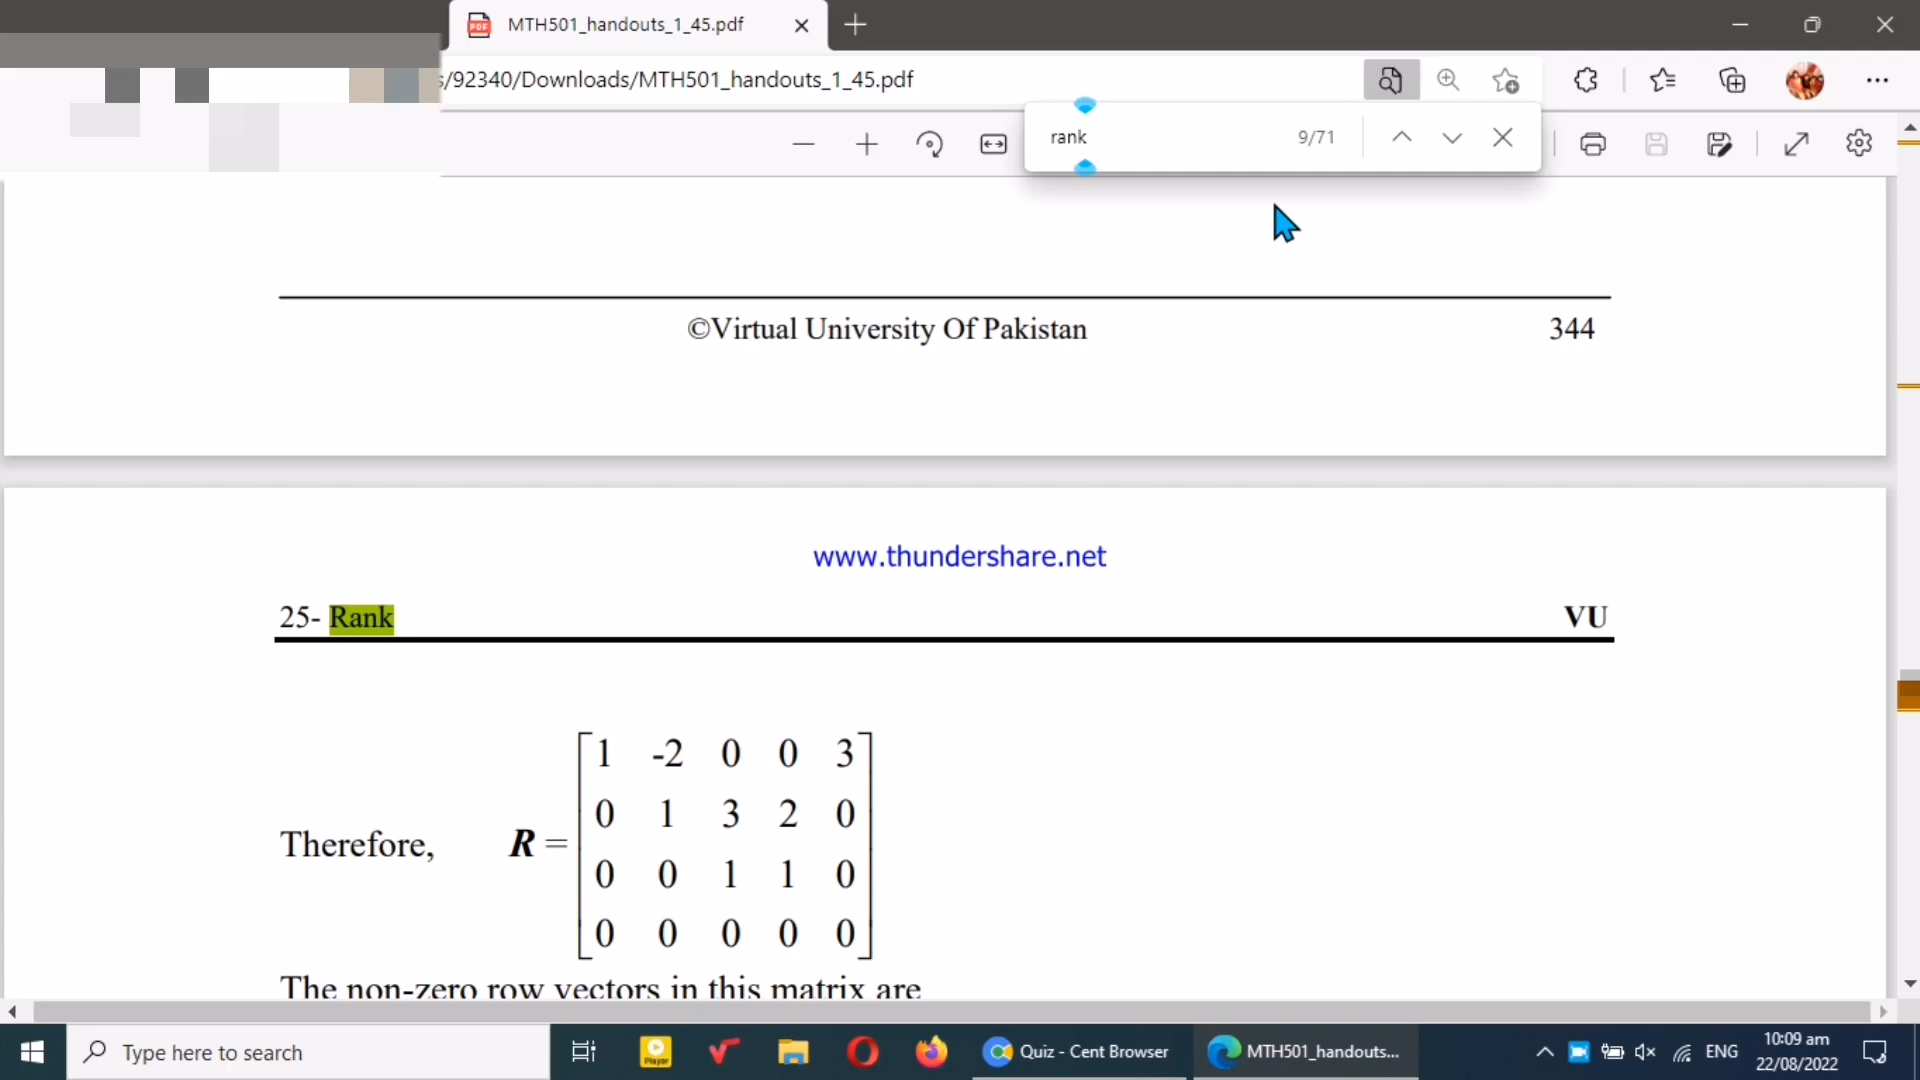 MTH501_handouts_1_45.pdf
s/92340/Downloads/MTH501_handouts_1_45.pdf
rank 9/71
©Virtual University Of Pakistan 344
www.thundershare.net
25- Rank VU
1 -2 0 0 3
0 1 3 2 0
Therefore, R =
0 0 1 1 0
0 0 0 0 0
The non-zero row vectors in this matrix are
Type here to search
Player
Quiz - Cent Browser
MTH501_handouts...
ENG
10:09 am
22/08/2022